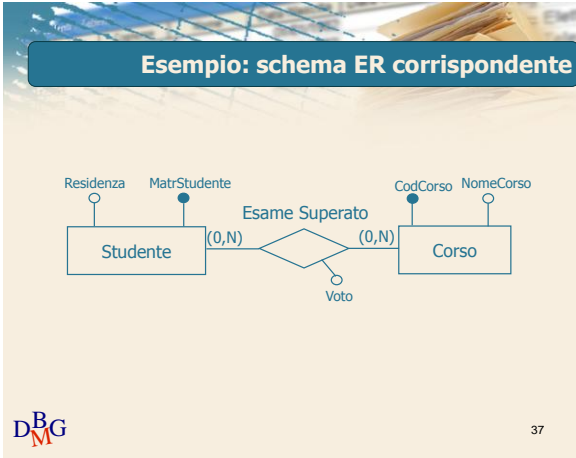 Esempio: schema ER corrispondente
Residenza MatrStudente CodCorso NomeCorso
Esame Superato
Studente (0,N) (0,N) Corso
Voto
DBMG 37